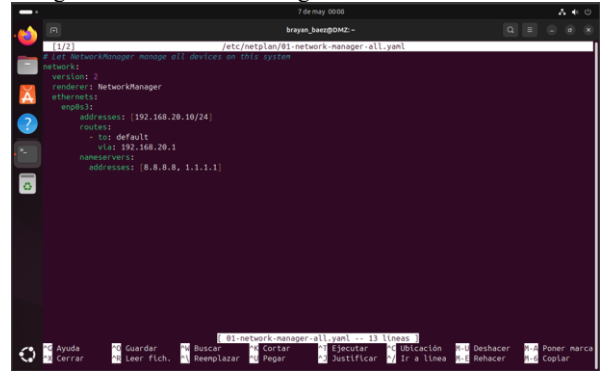 7 de may 00:00
brayan_baez@DMZ: ~
[1/2] /etc/netplan/01-network-manager-all.yaml
# Let NetworkManager manage all devices on this system
network:
  version: 2
  renderer: NetworkManager
  ethernets:
    enp0s3:
        addresses: [192.168.20.10/24]
        routes:
          - to: default
            via: 192.168.20.1
        nameservers:
          addresses: [8.8.8.8, 1.1.1.1]
[ 01-network-manager-all.yaml -- 13 líneas ]
^G Ayuda ^O Guardar ^W Buscar ^K Cortar ^T Ejecutar ^C Ubicación M-U Deshacer M-A Poner marca
^X Cerrar ^R Leer fich. ^\ Reemplazar ^U Pegar ^J Justificar ^/ Ir a línea M-E Rehacer M-6 Copiar